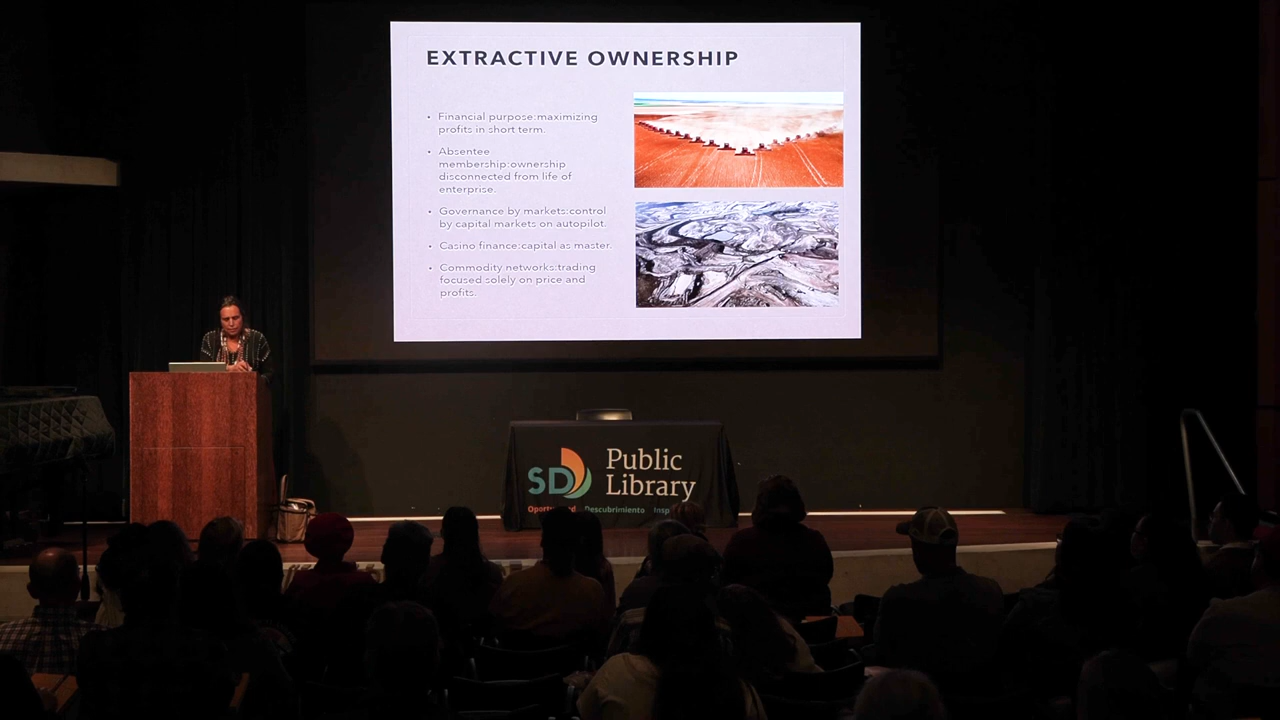 EXTRACTIVE OWNERSHIP
• Financial purpose:maximizing
profits in short term.
• Absentee
membership:ownership
disconnected from life of
enterprise.
• Governance by markets:control
by capital markets on autopilot.
• Casino finance:capital as master.
• Commodity networks:trading
focused solely on price and
profits.
SD Public
Library
Descubrimiento